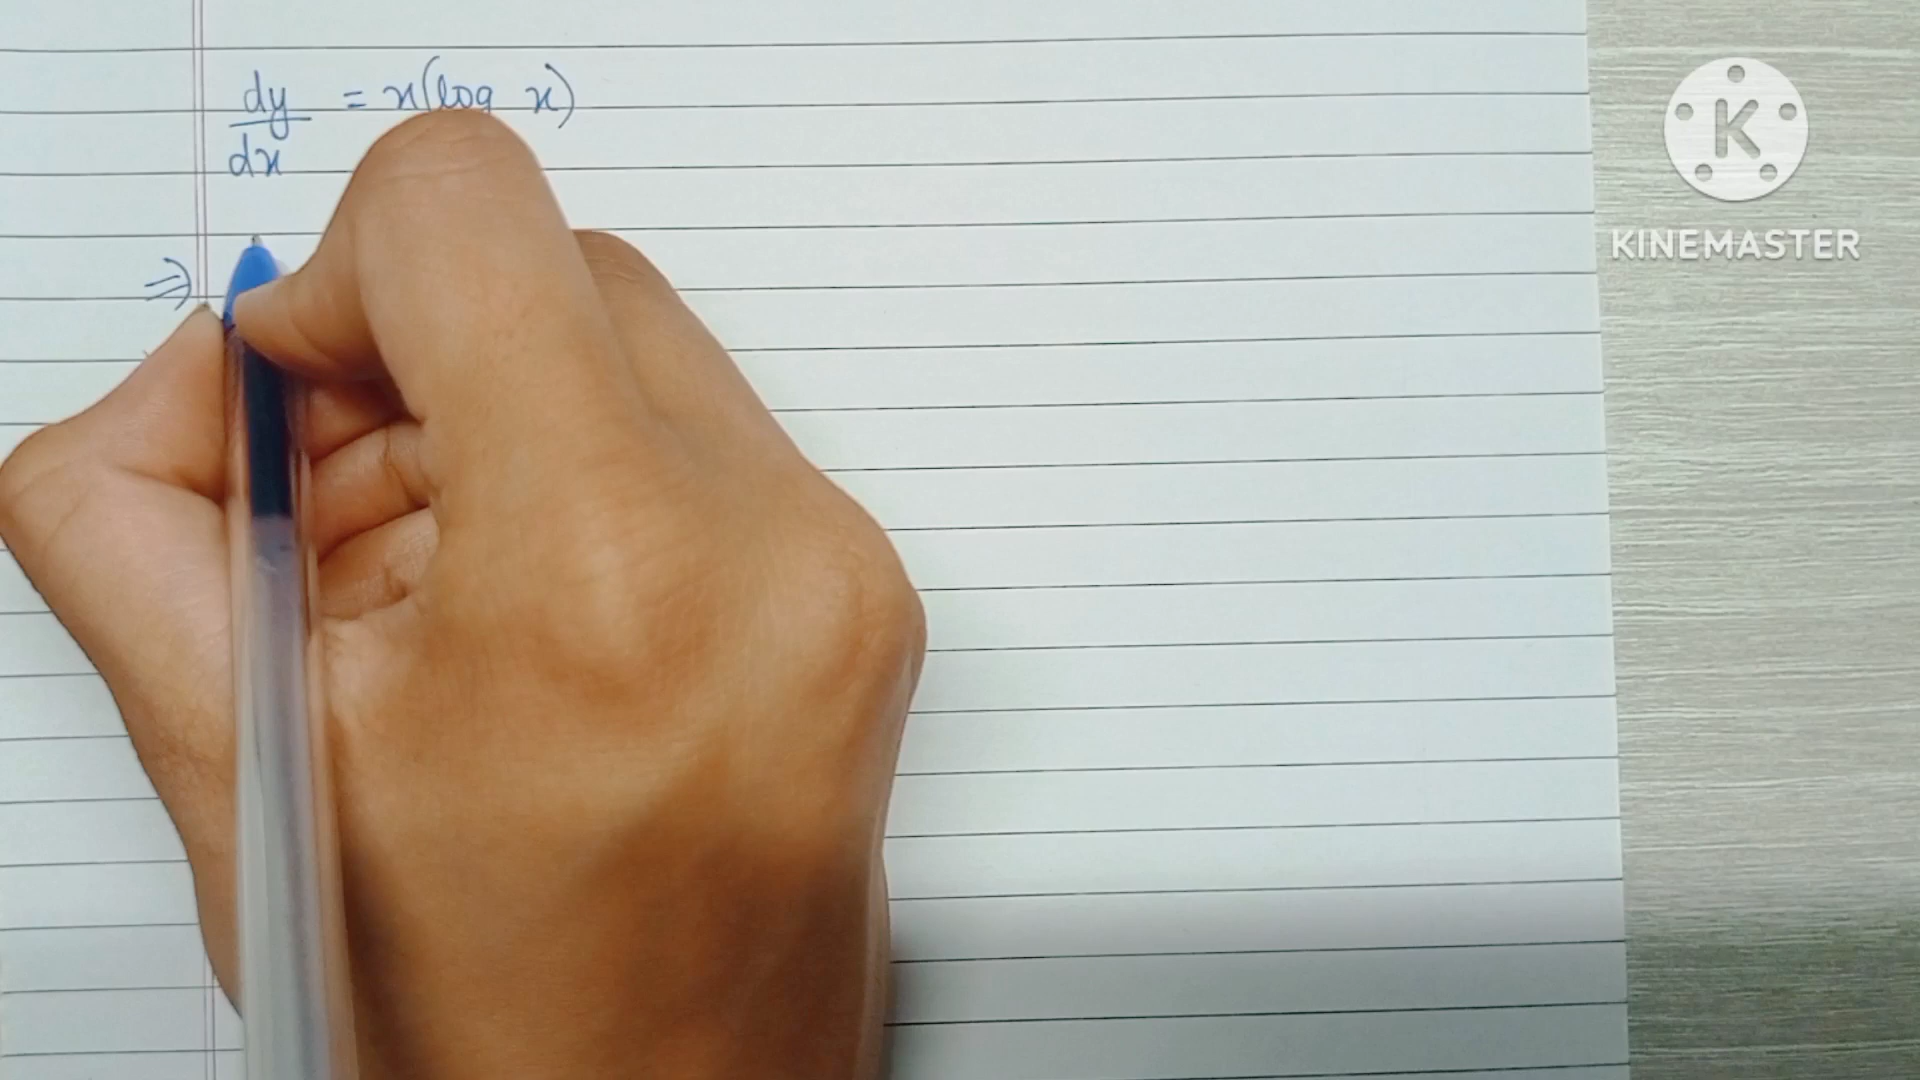 dy/dx = x(log x)
⇒
K
KINEMASTER